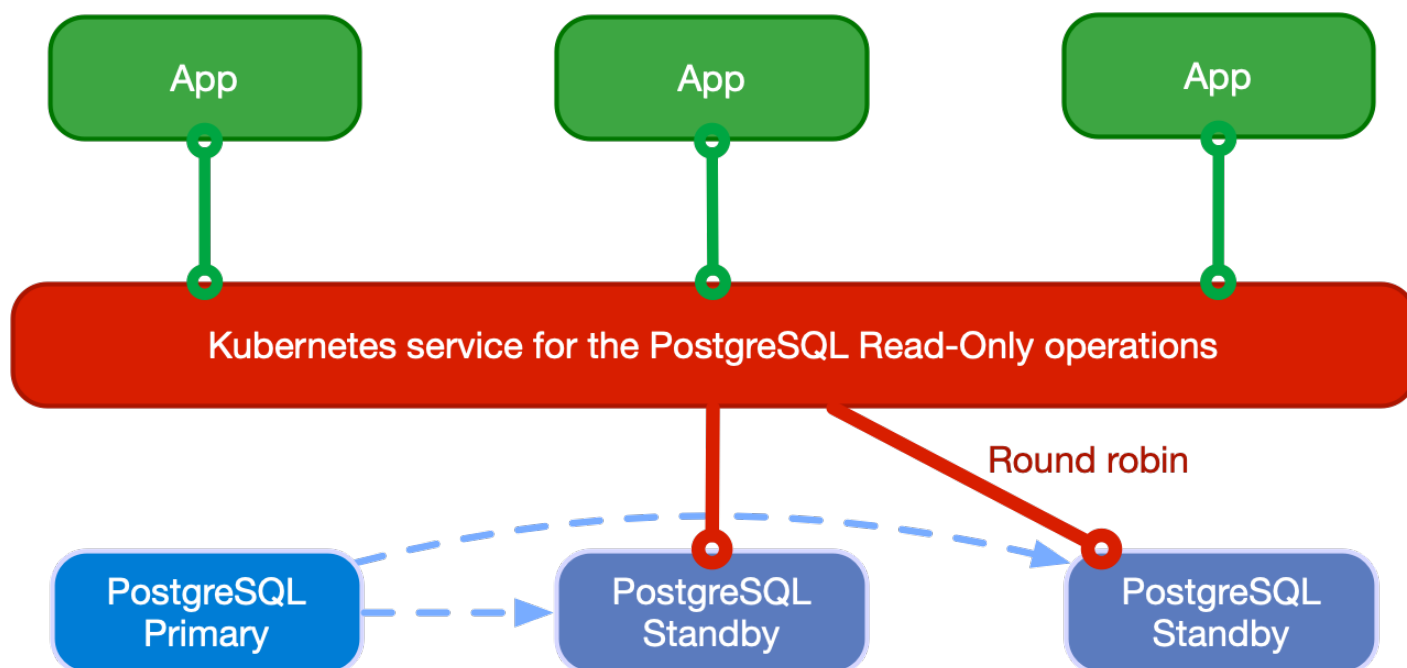 App
App
App
Kubernetes service for the PostgreSQL Read-Only operations
Round robin
PostgreSQL
Primary
PostgreSQL
Standby
PostgreSQL
Standby